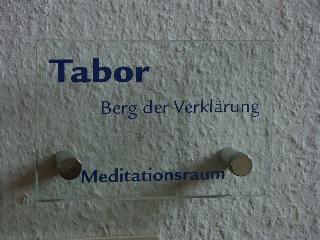 Tabor
Berg der Verklärung
Meditationsraum